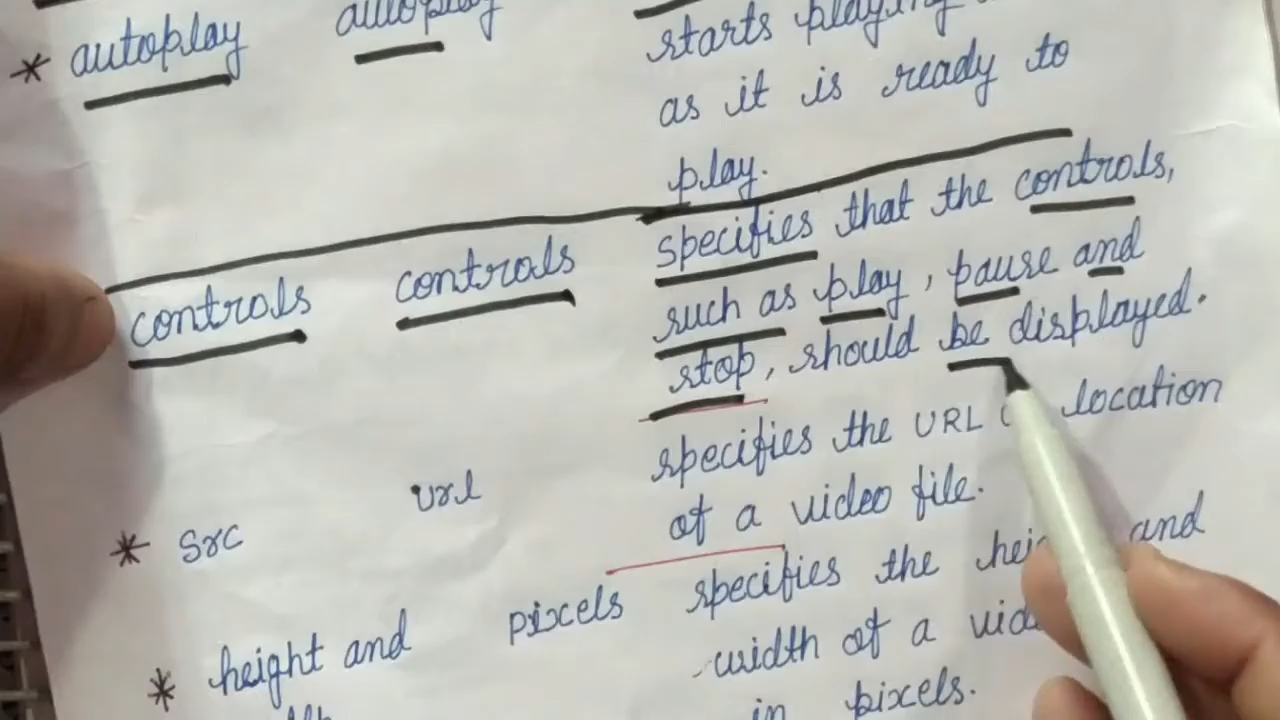 * autoplay autoplay starts playing
as it is ready to
play.
controls controls specifies that the controls,
such as play, pause and
stop, should be displayed.
* src url specifies the URL location
of a video file.
* height and pixels specifies the and
width of a
in pixels.